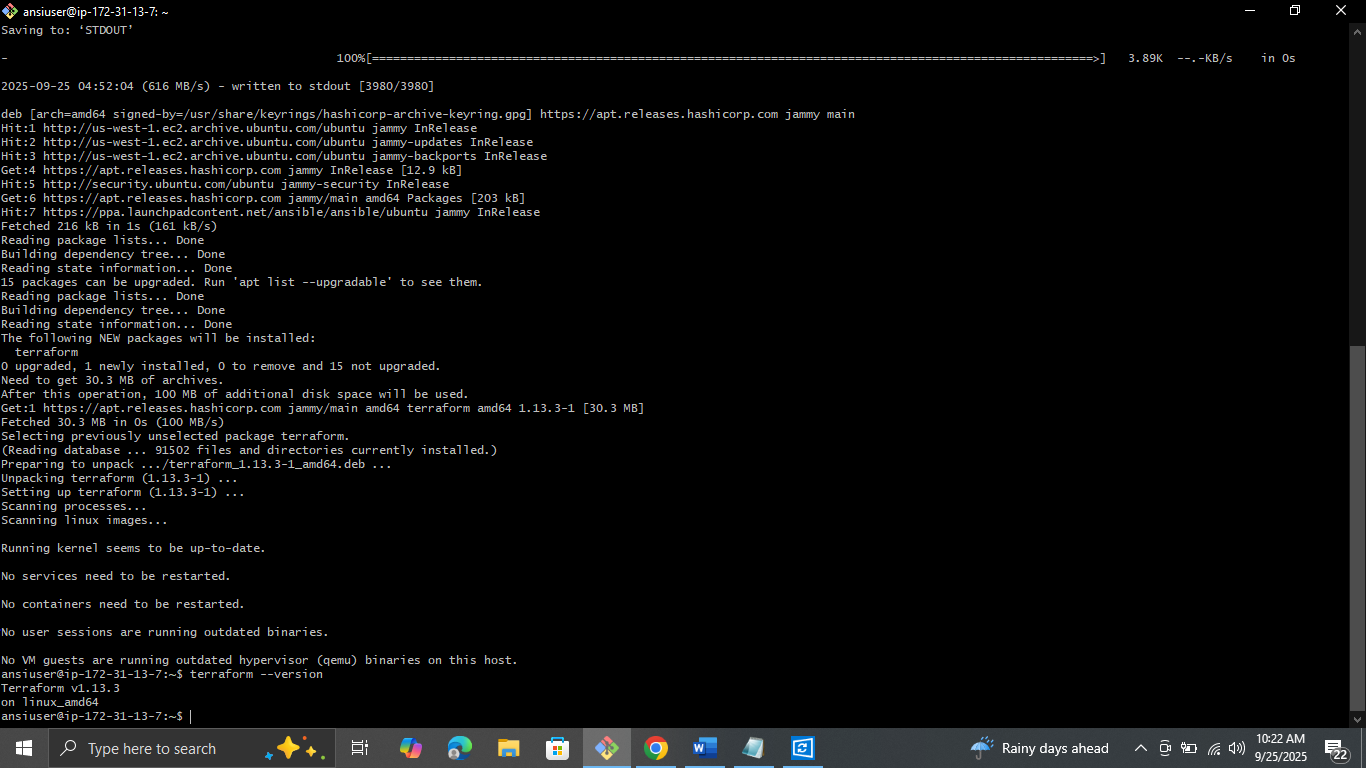 ansiuser@ip-172-31-13-7: ~
Saving to: ‘STDOUT’
-                                               100%[=======================================================================================================>]   3.89K  --.-KB/s    in 0s
2025-09-25 04:52:04 (616 MB/s) - written to stdout [3980/3980]
deb [arch=amd64 signed-by=/usr/share/keyrings/hashicorp-archive-keyring.gpg] https://apt.releases.hashicorp.com jammy main
Hit:1 http://us-west-1.ec2.archive.ubuntu.com/ubuntu jammy InRelease
Hit:2 http://us-west-1.ec2.archive.ubuntu.com/ubuntu jammy-updates InRelease
Hit:3 http://us-west-1.ec2.archive.ubuntu.com/ubuntu jammy-backports InRelease
Get:4 https://apt.releases.hashicorp.com jammy InRelease [12.9 kB]
Hit:5 http://security.ubuntu.com/ubuntu jammy-security InRelease
Get:6 https://apt.releases.hashicorp.com jammy/main amd64 Packages [203 kB]
Hit:7 https://ppa.launchpadcontent.net/ansible/ansible/ubuntu jammy InRelease
Fetched 216 kB in 1s (161 kB/s)
Reading package lists... Done
Building dependency tree... Done
Reading state information... Done
15 packages can be upgraded. Run 'apt list --upgradable' to see them.
Reading package lists... Done
Building dependency tree... Done
Reading state information... Done
The following NEW packages will be installed:
  terraform
0 upgraded, 1 newly installed, 0 to remove and 15 not upgraded.
Need to get 30.3 MB of archives.
After this operation, 100 MB of additional disk space will be used.
Get:1 https://apt.releases.hashicorp.com jammy/main amd64 terraform amd64 1.13.3-1 [30.3 MB]
Fetched 30.3 MB in 0s (100 MB/s)
Selecting previously unselected package terraform.
(Reading database ... 91502 files and directories currently installed.)
Preparing to unpack .../terraform_1.13.3-1_amd64.deb ...
Unpacking terraform (1.13.3-1) ...
Setting up terraform (1.13.3-1) ...
Scanning processes...
Scanning linux images...
Running kernel seems to be up-to-date.
No services need to be restarted.
No containers need to be restarted.
No user sessions are running outdated binaries.
No VM guests are running outdated hypervisor (qemu) binaries on this host.
ansiuser@ip-172-31-13-7:~$ terraform --version
Terraform v1.13.3
on linux_amd64
ansiuser@ip-172-31-13-7:~$
Type here to search
Rainy days ahead
10:22 AM
9/25/2025
22